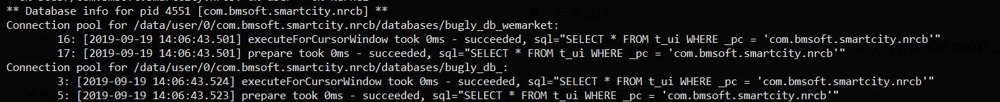 ** Database info for pid 4551 [com.bmsoft.smartcity.nrcb] **
Connection pool for /data/user/0/com.bmsoft.smartcity.nrcb/databases/bugly_db_wemarket:
16: [2019-09-19 14:06:43.501] executeForCursorWindow took 0ms - succeeded, sql="SELECT * FROM t_ui WHERE _pc = 'com.bmsoft.smartcity.nrcb'"
17: [2019-09-19 14:06:43.501] prepare took 0ms - succeeded, sql="SELECT * FROM t_ui WHERE _pc = 'com.bmsoft.smartcity.nrcb'"
Connection pool for /data/user/0/com.bmsoft.smartcity.nrcb/databases/bugly_db_:
3: [2019-09-19 14:06:43.524] executeForCursorWindow took 0ms - succeeded, sql="SELECT * FROM t_ui WHERE _pc = 'com.bmsoft.smartcity.nrcb'"
5: [2019-09-19 14:06:43.523] prepare took 0ms - succeeded, sql="SELECT * FROM t_ui WHERE _pc = 'com.bmsoft.smartcity.nrcb'"